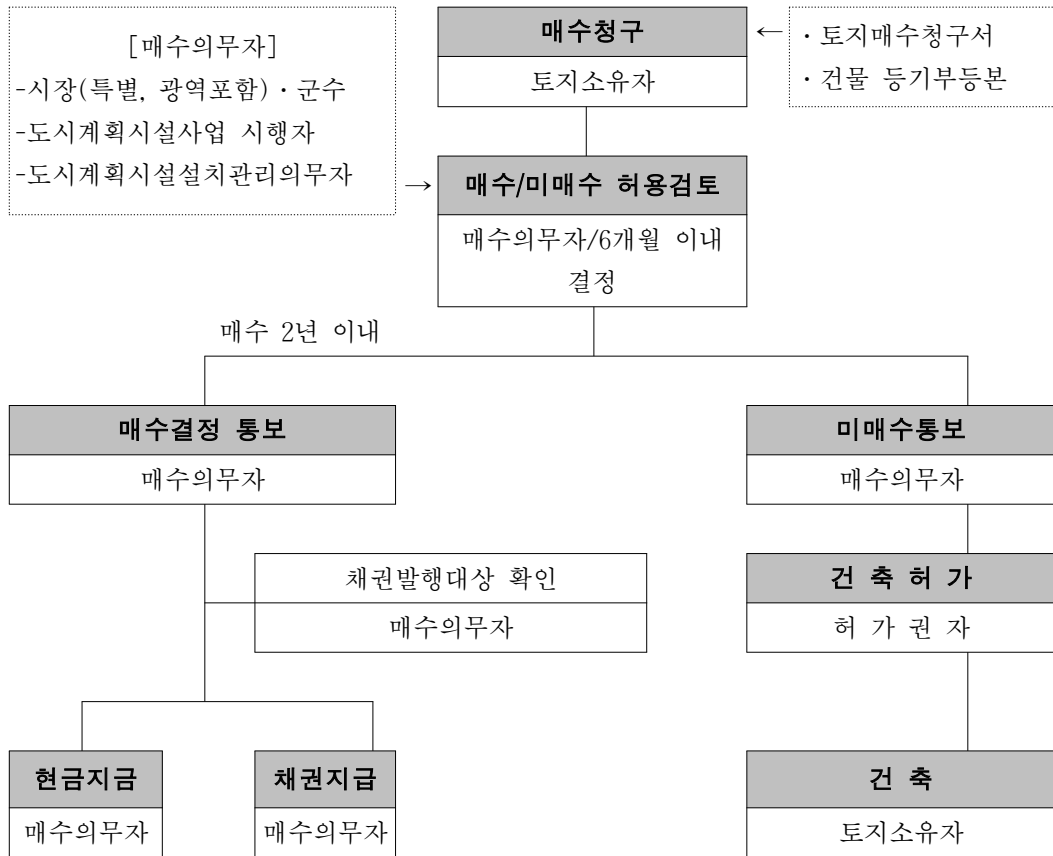 [매수의무자]
-시장(특별, 광역포함)·군수
-도시계획시설사업 시행자
-도시계획시설설치관리의무자
→
매수청구
토지소유자
←
·토지매수청구서
·건물 등기부등본
매수/미매수 허용검토
매수의무자/6개월 이내
결정
매수 2년 이내
매수결정 통보
매수의무자
미매수통보
매수의무자
채권발행대상 확인
매수의무자
건 축 허 가
허 가 권 자
현금지금
매수의무자
채권지급
매수의무자
건 축
토지소유자